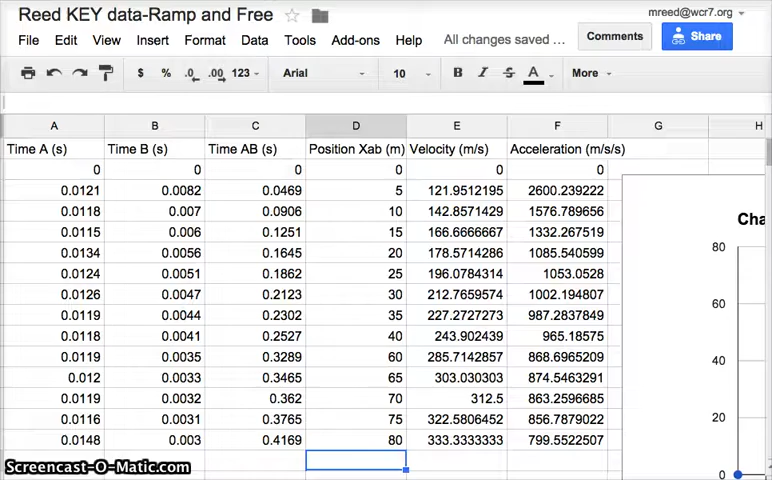 Reed KEY data-Ramp and Free
mreed@wcr7.org
File Edit View Insert Format Data Tools Add-ons Help All changes saved ... Comments Share
$ % .0 .00 123 Arial 10 B I S A More
A B C D E F G H
Time A (s) Time B (s) Time AB (s) Position Xab (m) Velocity (m/s) Acceleration (m/s/s)
0 0 0 0 0 0
0.0121 0.0082 0.0469 5 121.9512195 2600.239222
0.0118 0.007 0.0906 10 142.8571429 1576.789656
0.0115 0.006 0.1251 15 166.6666667 1332.267519
0.0134 0.0056 0.1645 20 178.5714286 1085.540599
0.0124 0.0051 0.1862 25 196.0784314 1053.0528
0.0126 0.0047 0.2123 30 212.7659574 1002.194807
0.0119 0.0044 0.2302 35 227.2727273 987.2837849
0.0118 0.0041 0.2527 40 243.902439 965.18575
0.0119 0.0035 0.3289 60 285.7142857 868.6965209
0.012 0.0033 0.3465 65 303.030303 874.5463291
0.0119 0.0032 0.362 70 312.5 863.2596685
0.0116 0.0031 0.3765 75 322.5806452 856.7879022
0.0148 0.003 0.4169 80 333.3333333 799.5522507
Cha
80
60
40
20
0
Screencast-O-Matic.com